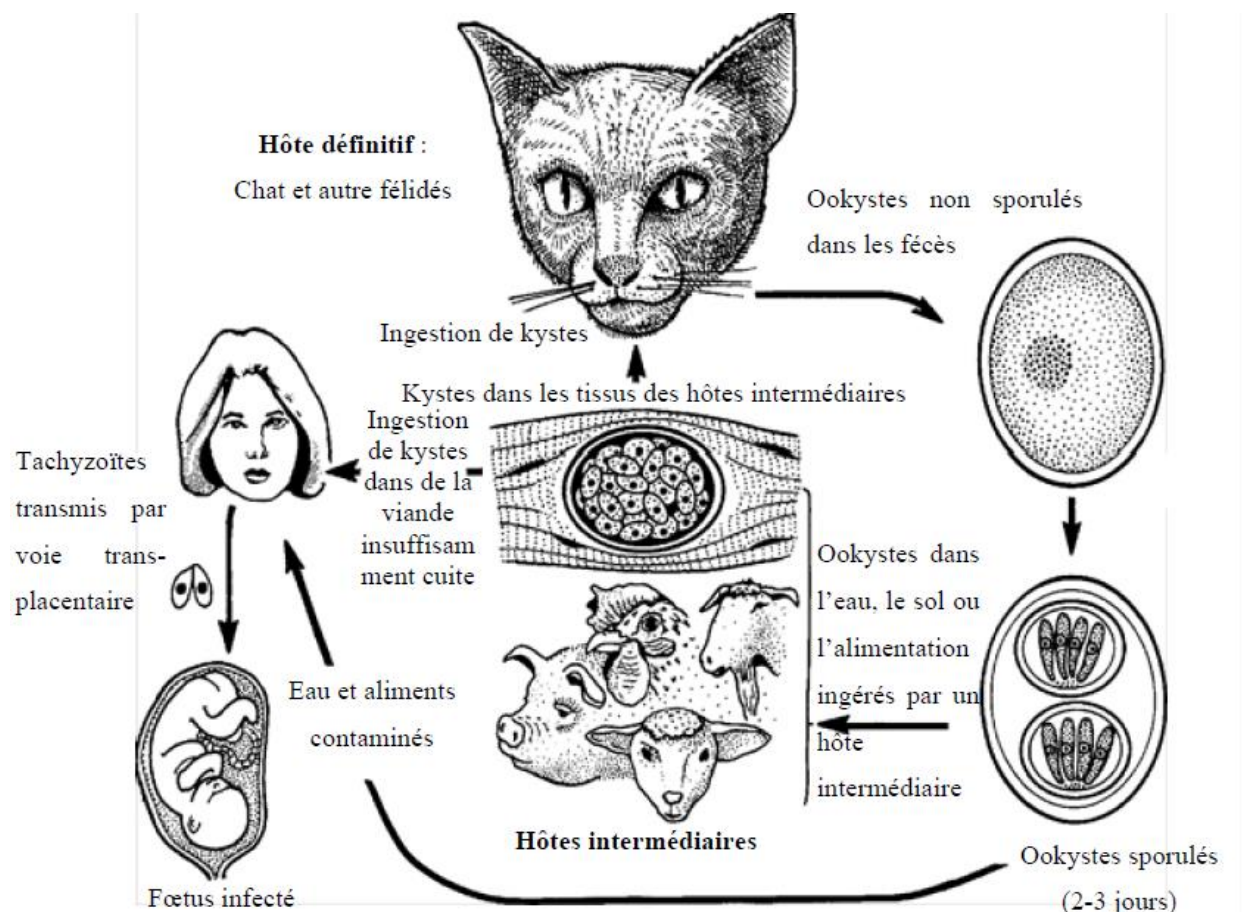 Hôte définitif :
Chat et autre félidés
Ookystes non sporulés
dans les fécès
Ingestion de kystes
Kystes dans les tissus des hôtes intermédiaires
Ingestion
de kystes
dans de la
viande
insuffisam
ment cuite
Tachyzoïtes
transmis par
voie trans-
placentaire
Ookystes dans
l’eau, le sol ou
l’alimentation
ingérés par un
hôte
intermédiaire
Eau et aliments
contaminés
Hôtes intermédiaires
Ookystes sporulés
(2-3 jours)
Fœtus infecté